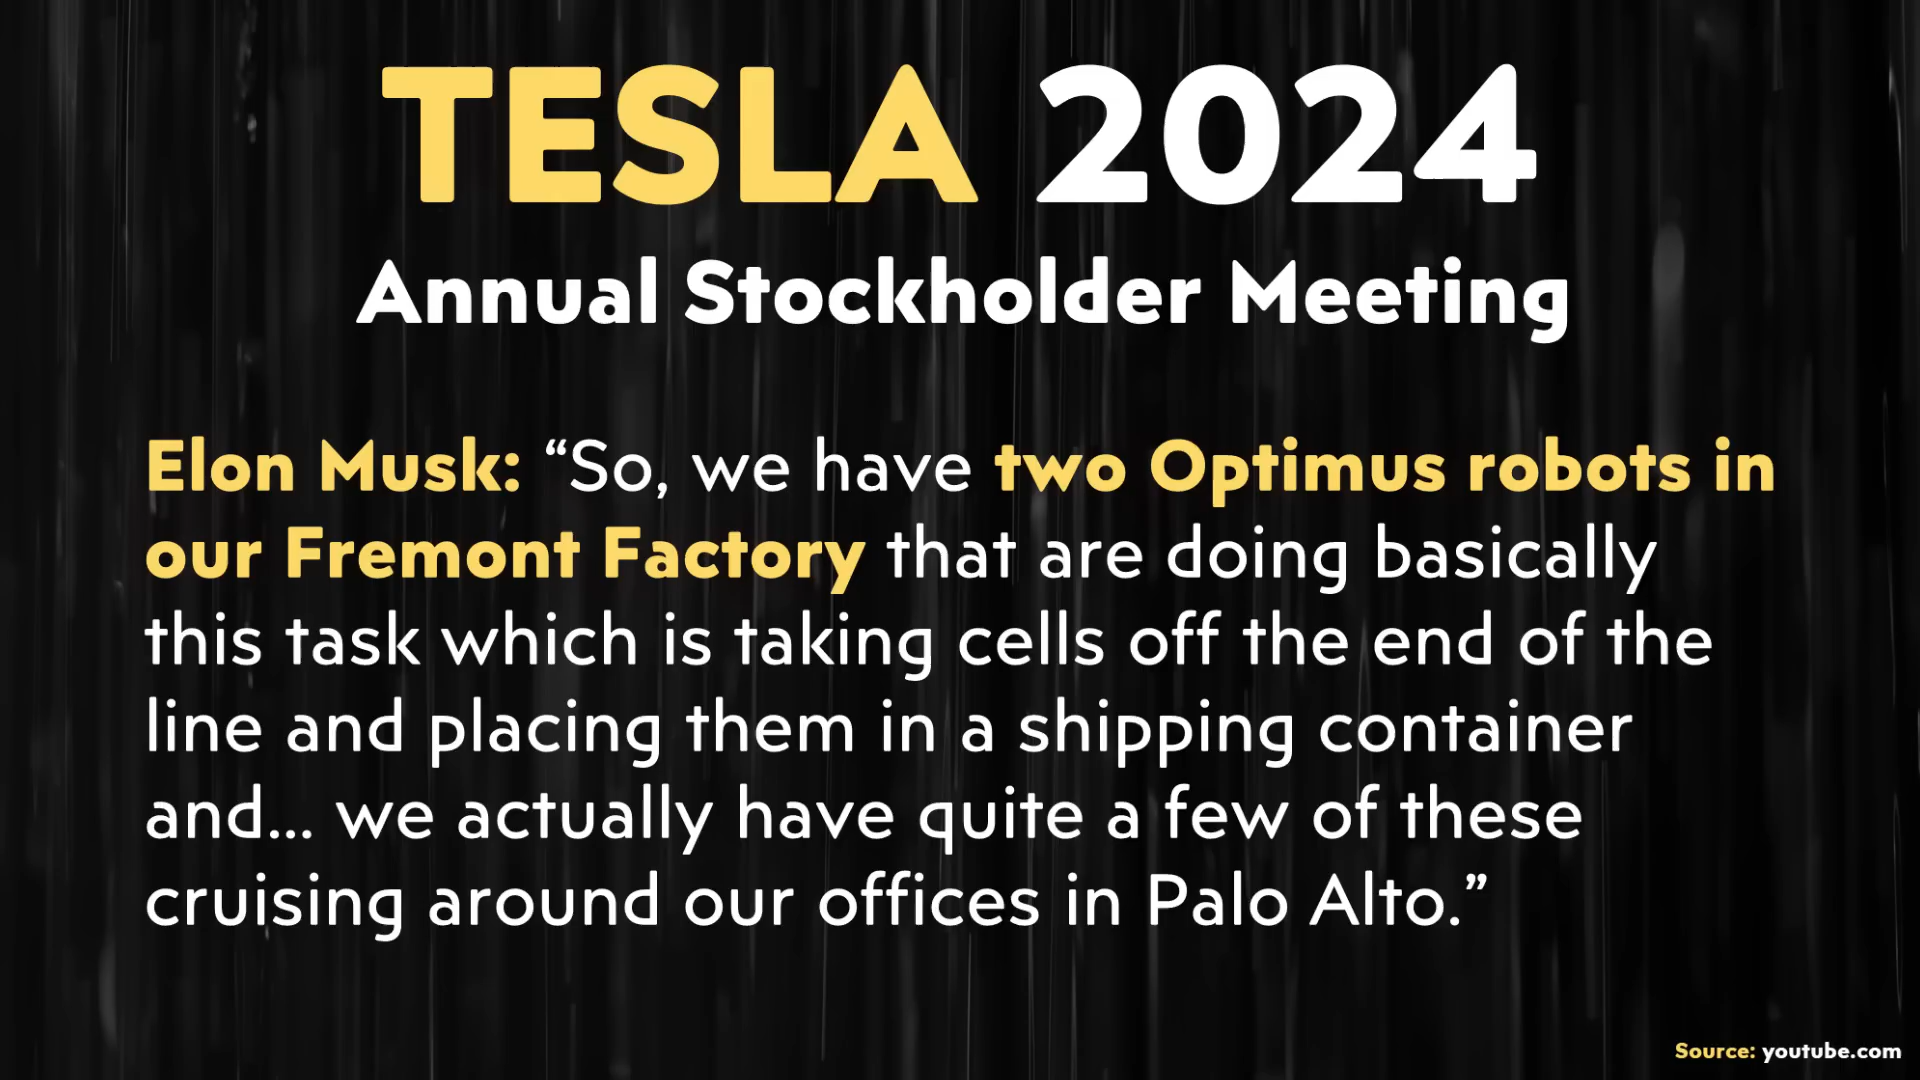 TESLA 2024
Annual Stockholder Meeting
Elon Musk: “So, we have two Optimus robots in
our Fremont Factory that are doing basically
this task which is taking cells off the end of the
line and placing them in a shipping container
and... we actually have quite a few of these
cruising around our offices in Palo Alto.”
Source: youtube.com